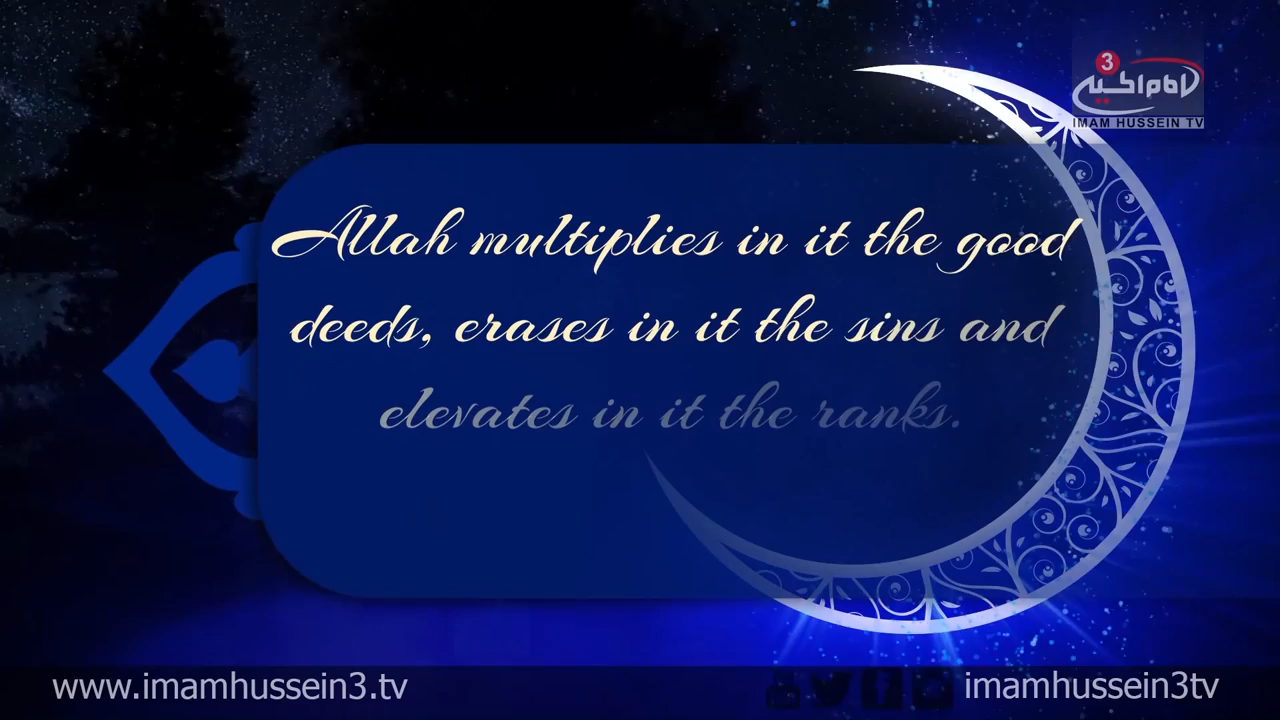 3
IMAM HUSSEIN TV
Allah multiplies in it the good
deeds, erases in it the sins and
elevates in it the ranks.
www.imamhussein3.tv
imamhussein3tv